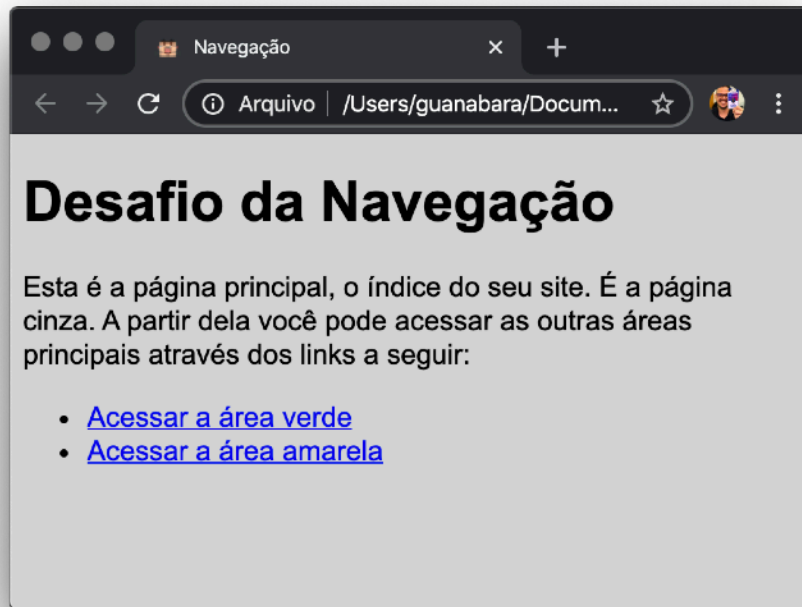 Navegação
Arquivo /Users/guanabara/Docum...
Desafio da Navegação
Esta é a página principal, o índice do seu site. É a página
cinza. A partir dela você pode acessar as outras áreas
principais através dos links a seguir:
• Acessar a área verde
• Acessar a área amarela